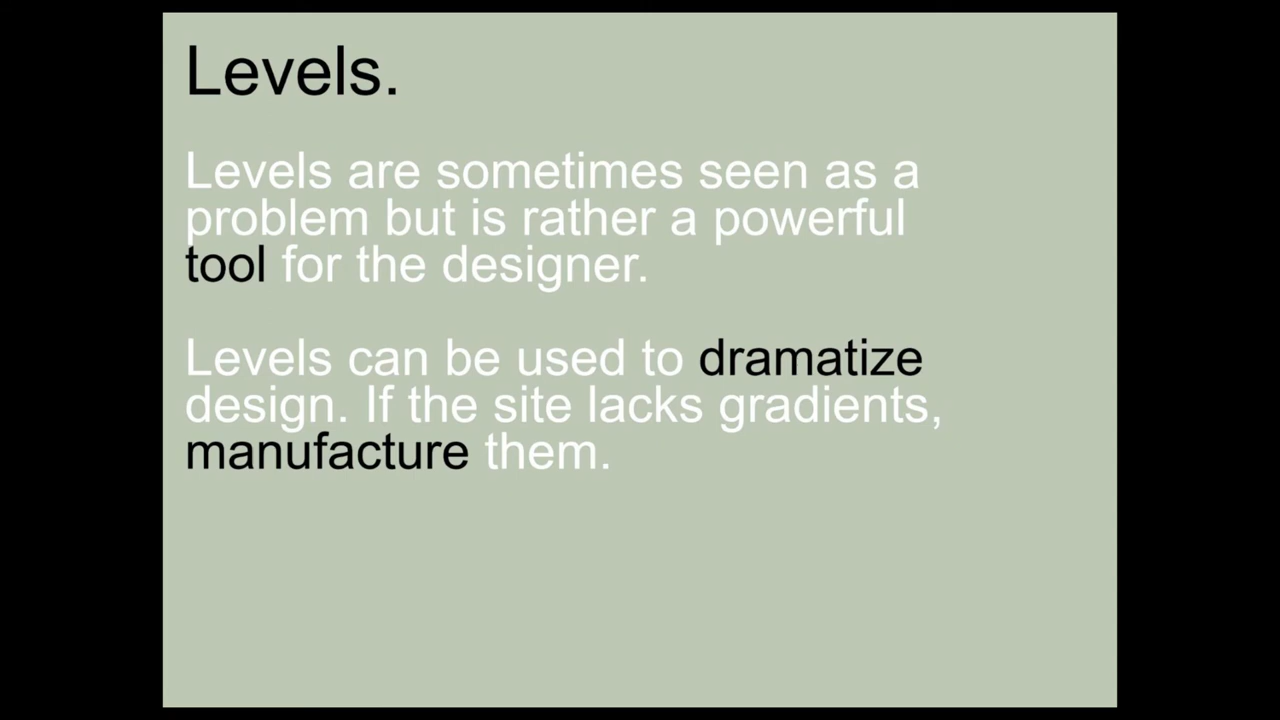 Levels.
Levels are sometimes seen as a
problem but is rather a powerful
tool for the designer.
Levels can be used to dramatize
design. If the site lacks gradients,
manufacture them.